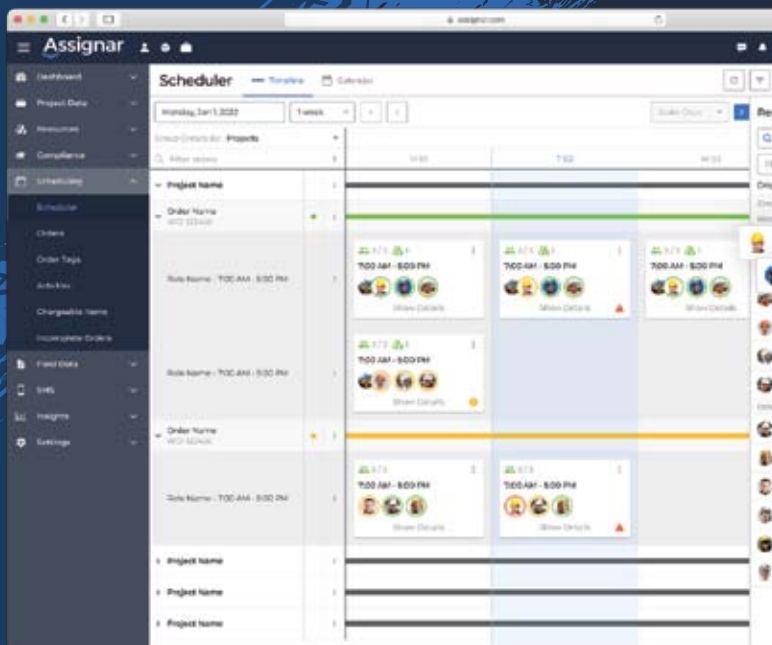 assignar.com
Assignar
Dashboard
Project Data
Resources
Compliance
Scheduling
Scheduler
Orders
Order Tags
Activities
Chargeable Items
Incomplete Orders
Field Data
SMS
Insights
Settings
Scheduler
Timeline
Calendar
Monday, Jan 1, 2022
1 week
Group Orders By: Projects
Project Name
Order Name
Role Name - 7:00 AM - 5:00 PM
7:00 AM - 5:00 PM
Show Details
7:00 AM - 5:00 PM
Show Details
7:00 AM - 5:00 PM
Show Details
Role Name - 7:00 AM - 5:00 PM
7:00 AM - 5:00 PM
Show Details
Order Name
Role Name - 7:00 AM - 5:00 PM
7:00 AM - 5:00 PM
Show Details
7:00 AM - 5:00 PM
Show Details
Project Name
Project Name
Project Name